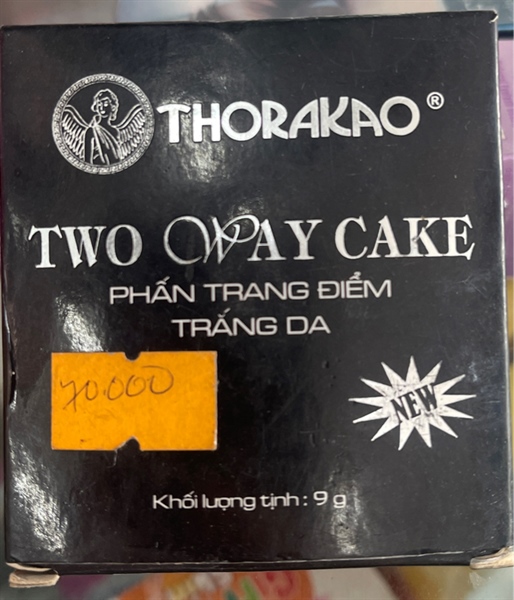 THORAKAO®
TWO WAY CAKE
PHẤN TRANG ĐIỂM
TRẮNG DA
70.000
NEW
Khối lượng tịnh : 9 g